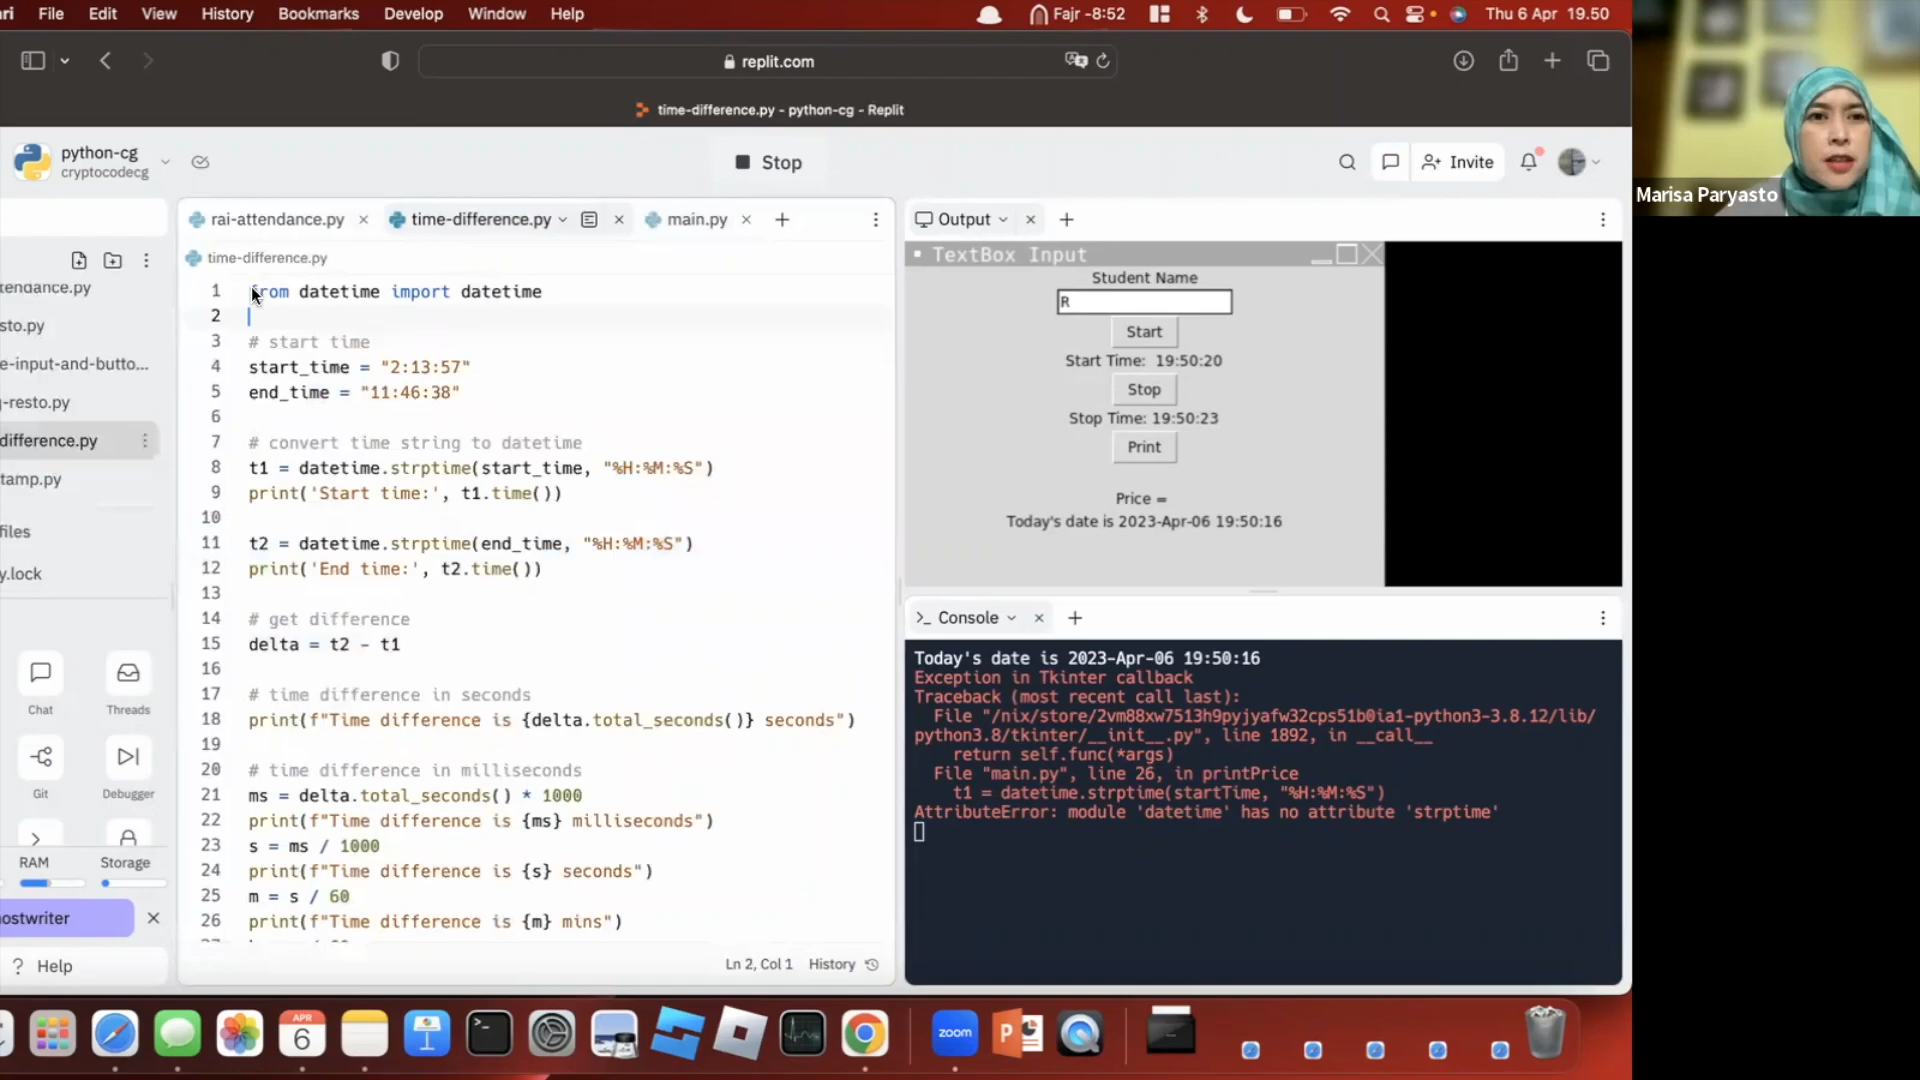 File Edit View History Bookmarks Develop Window Help
Fajr -8:52
Thu 6 Apr 19.50
replit.com
time-difference.py - python-cg - Replit
python-cg
cryptocodecg
Stop
Invite
Marisa Paryasto
rai-attendance.py
time-difference.py
main.py
time-difference.py
tendance.py
sto.py
e-input-and-butto...
g-resto.py
difference.py
tamp.py
files
y.lock
Chat
Threads
Git
Debugger
RAM
Storage
ostwriter
? Help
1 from datetime import datetime
2
3 # start time
4 start_time = "2:13:57"
5 end_time = "11:46:38"
6
7 # convert time string to datetime
8 t1 = datetime.strptime(start_time, "%H:%M:%S")
9 print('Start time:', t1.time())
10
11 t2 = datetime.strptime(end_time, "%H:%M:%S")
12 print('End time:', t2.time())
13
14 # get difference
15 delta = t2 - t1
16
17 # time difference in seconds
18 print(f"Time difference is {delta.total_seconds()} seconds")
19
20 # time difference in milliseconds
21 ms = delta.total_seconds() * 1000
22 print(f"Time difference is {ms} milliseconds")
23 s = ms / 1000
24 print(f"Time difference is {s} seconds")
25 m = s / 60
26 print(f"Time difference is {m} mins")
Ln 2, Col 1 History
Output
TextBox Input
Student Name
R
Start
Start Time: 19:50:20
Stop
Stop Time: 19:50:23
Print
Price =
Today's date is 2023-Apr-06 19:50:16
>_ Console
Today's date is 2023-Apr-06 19:50:16
Exception in Tkinter callback
Traceback (most recent call last):
File "/nix/store/2vm88xw7513h9pyjyafw32cps51b0ia1-python3-3.8.12/lib/
python3.8/tkinter/__init__.py", line 1892, in __call__
return self.func(*args)
File "main.py", line 26, in printPrice
t1 = datetime.strptime(startTime, "%H:%M:%S")
AttributeError: module 'datetime' has no attribute 'strptime'
APR
6
zoom